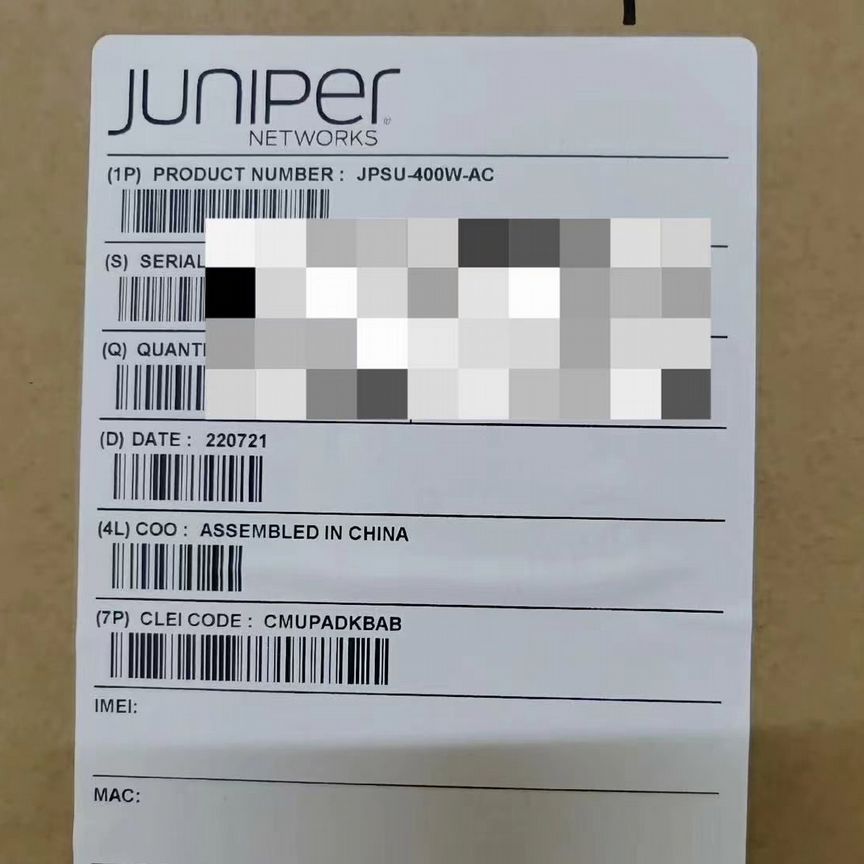 JUNIPER
NETWORKS
(1P) PRODUCT NUMBER : JPSU-400W-AC
(S) SERIAL
(Q)
(D) DATE : 220721
(4L) COO : ASSEMBLED IN CHINA
(7P) CLEI CODE : CMUPADKBAB
IMEI:
MAC: